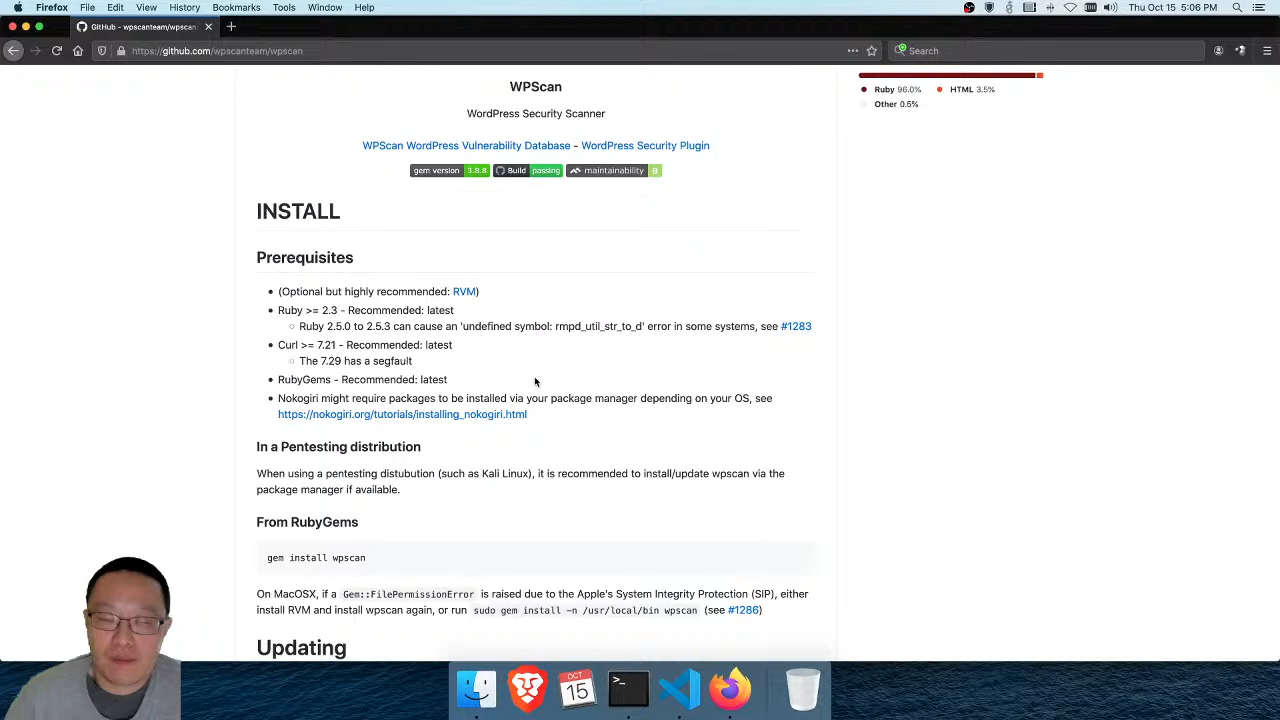 Firefox File Edit View History Bookmarks Tools Window Help Thu Oct 15 5:06 PM
GitHub - wpscanteam/wpscan:
https://github.com/wpscanteam/wpscan Search
WPScan
WordPress Security Scanner
WPScan WordPress Vulnerability Database - WordPress Security Plugin
gem version 3.8.8 Build passing maintainability B
INSTALL
Prerequisites
(Optional but highly recommended: RVM)
Ruby >= 2.3 - Recommended: latest
Ruby 2.5.0 to 2.5.3 can cause an 'undefined symbol: rmpd_util_str_to_d' error in some systems, see #1283
Curl >= 7.21 - Recommended: latest
The 7.29 has a segfault
RubyGems - Recommended: latest
Nokogiri might require packages to be installed via your package manager depending on your OS, see
https://nokogiri.org/tutorials/installing_nokogiri.html
In a Pentesting distribution
When using a pentesting distubution (such as Kali Linux), it is recommended to install/update wpscan via the
package manager if available.
From RubyGems
gem install wpscan
On MacOSX, if a Gem::FilePermissionError is raised due to the Apple's System Integrity Protection (SIP), either
install RVM and install wpscan again, or run sudo gem install -n /usr/local/bin wpscan (see #1286)
Updating
Ruby 96.0% HTML 3.5%
Other 0.5%
OCT
15
>_